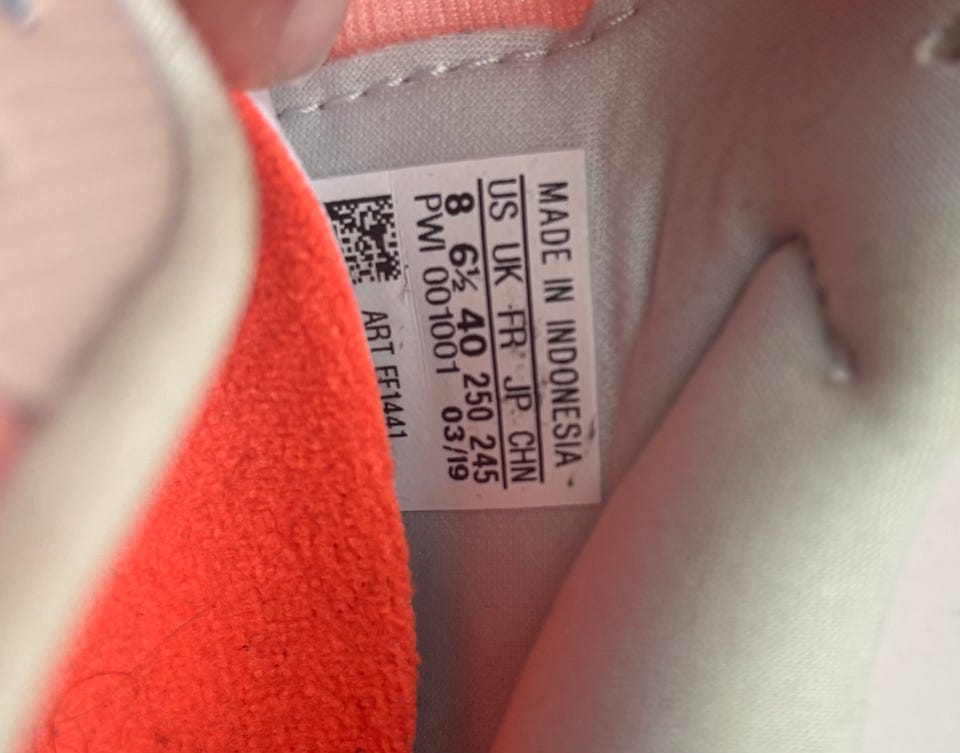 MADE IN INDONESIA
US UK FR JP CHN
8 6½ 40 250 245
PWI 001001 03/19
ART FF1441